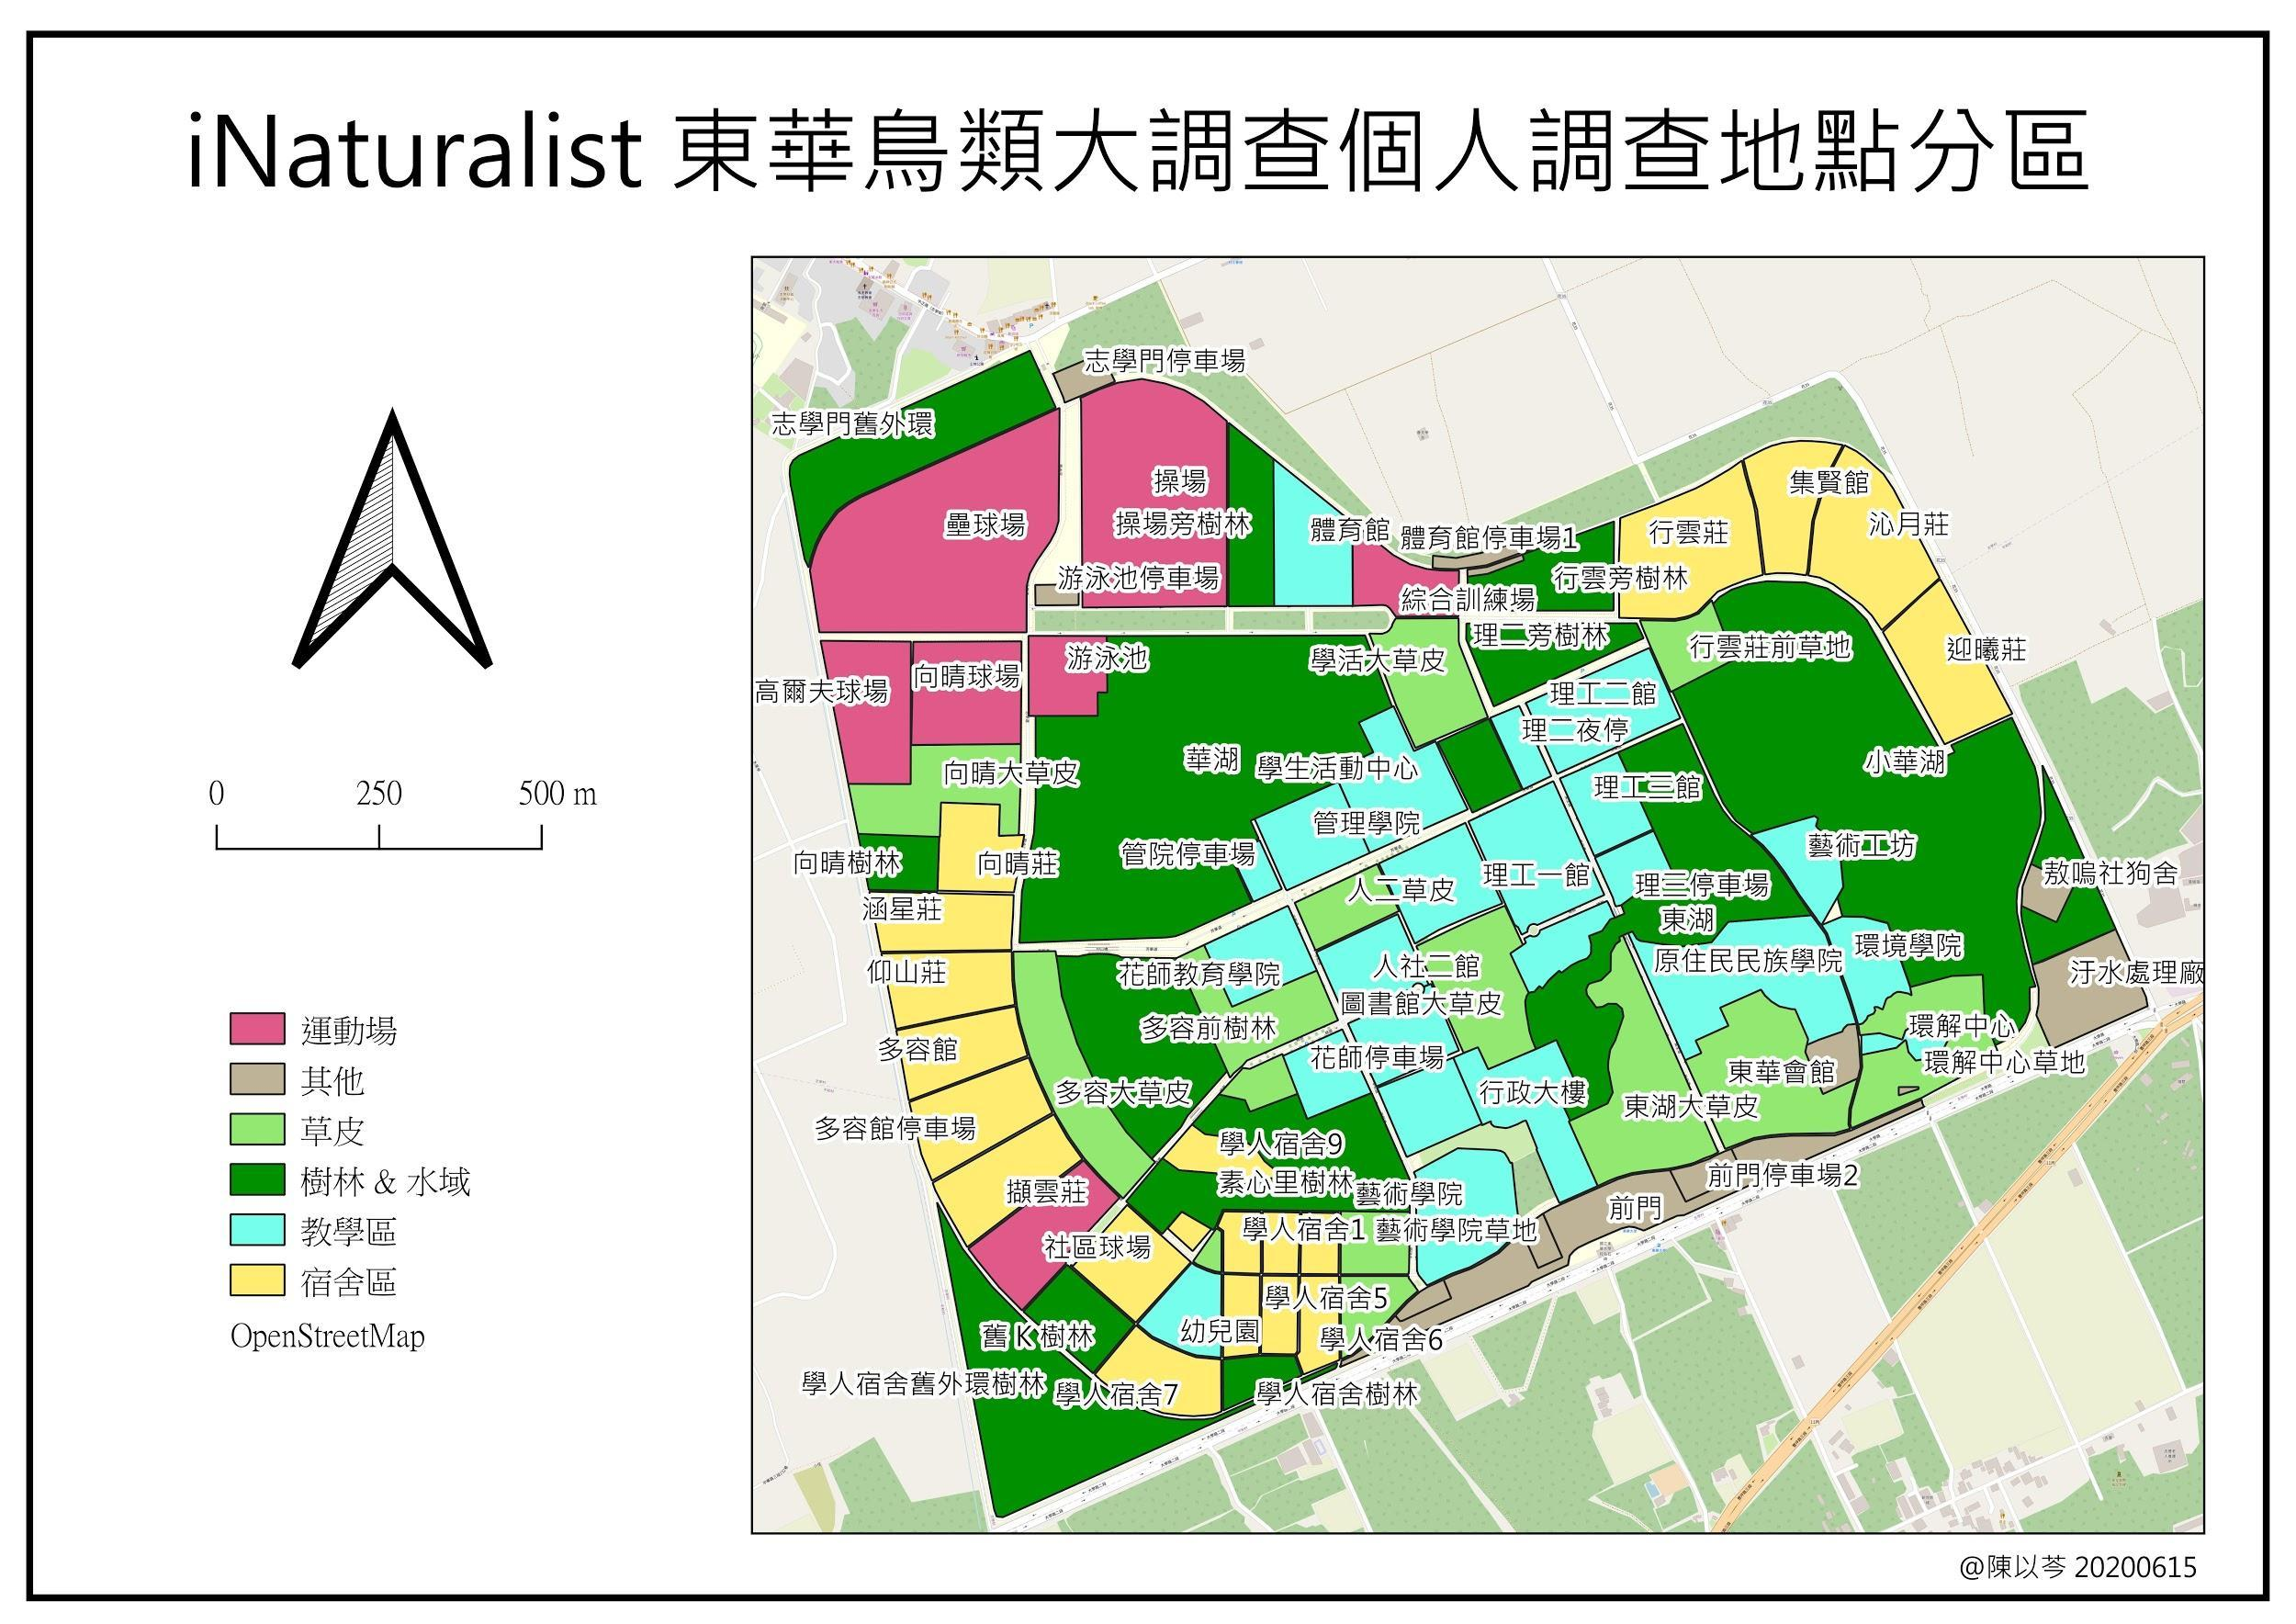 iNaturalist 東華鳥類大調查個人調查地點分區
志學門停車場
志學門舊外環
操場
集賢館
壘球場
操場旁樹林
體育館
體育館停車場1
行雲莊
沁月莊
游泳池停車場
行雲旁樹林
綜合訓練場
理二旁樹林
游泳池
學活大草皮
行雲莊前草地
迎曦莊
高爾夫球場
向晴球場
理工二館
理二夜停
華湖
學生活動中心
小華湖
向晴大草皮
理工三館
0 250 500 m
管理學院
藝術工坊
管院停車場
向晴樹林
向晴莊
理工一館
敖嗚社狗舍
人二草皮
理三停車場
涵星莊
東湖
環境學院
原住民民族學院
仰山莊
花師教育學院
人社二館
汙水處理廠
圖書館大草皮
多容前樹林
環解中心
運動場
多容館
花師停車場
環解中心草地
其他
東華會館
多容大草皮
行政大樓
東湖大草皮
草皮
多容館停車場
學人宿舍9
樹林 & 水域
素心里樹林
藝術學院
前門停車場2
擷雲莊
前門
教學區
學人宿舍1
藝術學院草地
社區球場
宿舍區
學人宿舍5
OpenStreetMap
舊K樹林
幼兒園
學人宿舍6
學人宿舍舊外環樹林
學人宿舍7
學人宿舍樹林
@陳以芩 20200615